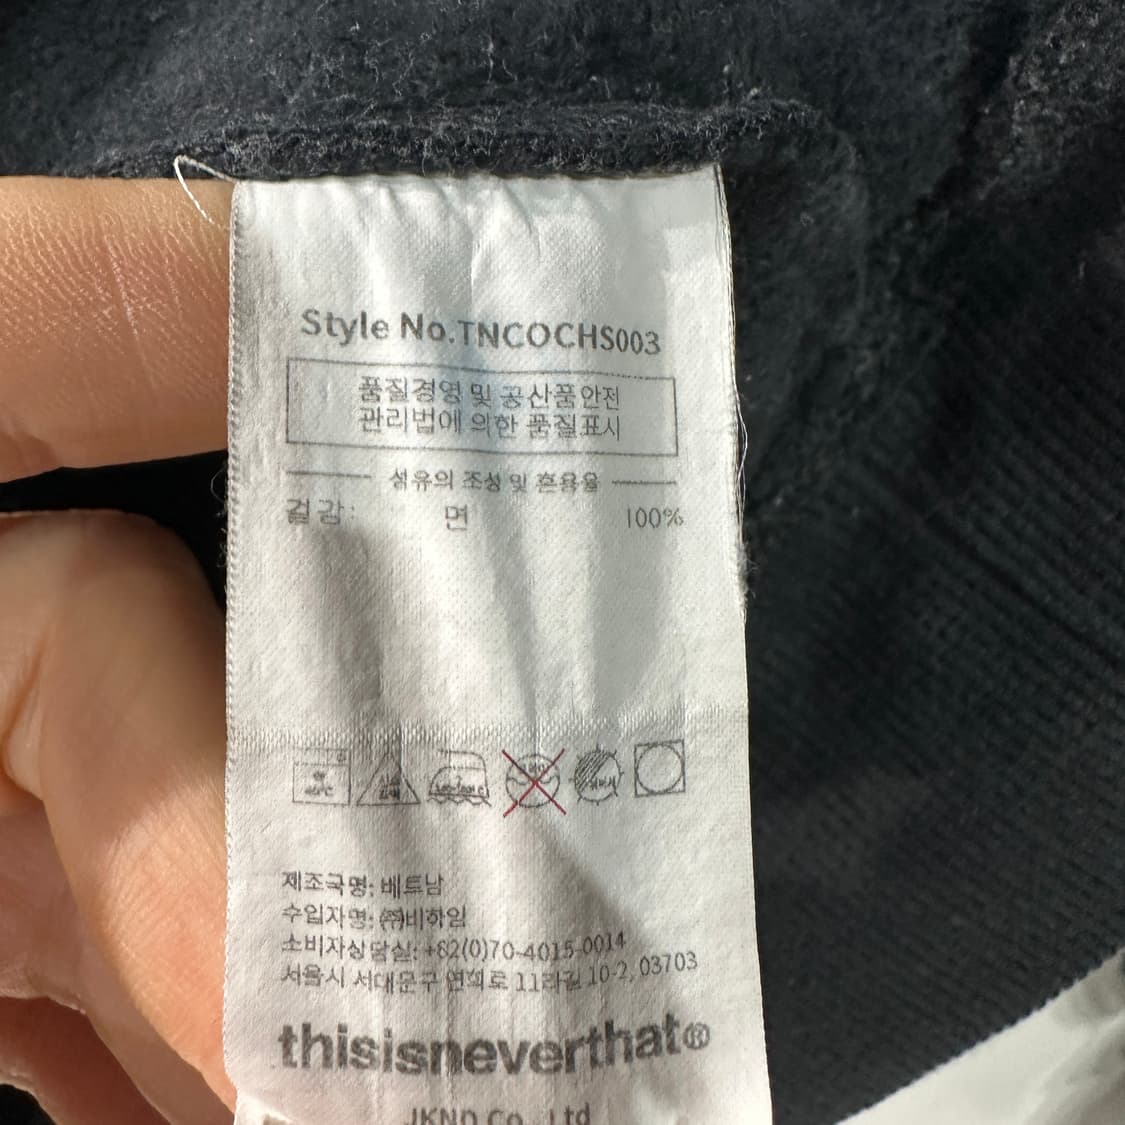 Style No.TNCOCHS003
품질경영 및 공산품안전
관리법에 의한 품질표시
섬유의 조성 및 혼용율
겉감: 면 100%
제조국명: 베트남
수입자명: ㈜비하임
소비자상담실: +82(0)70-4015-0014
서울시 서대문구 연희로 11라길 10-2, 03703
thisisneverthat®
JKND Co., Ltd